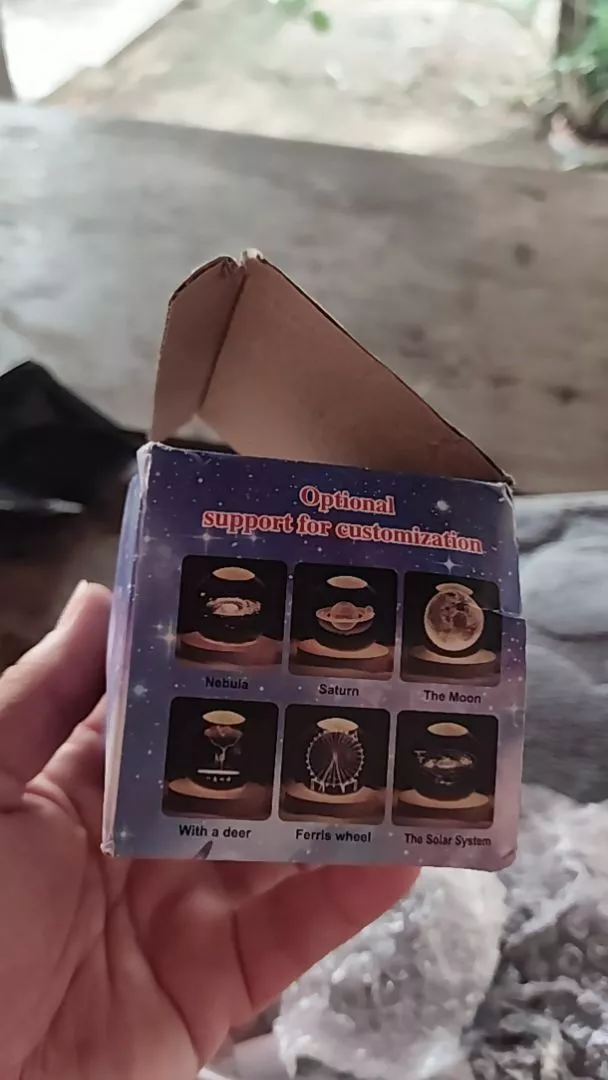 Optional
support for customization
Nebula
Saturn
The Moon
With a deer
Ferris wheel
The Solar System